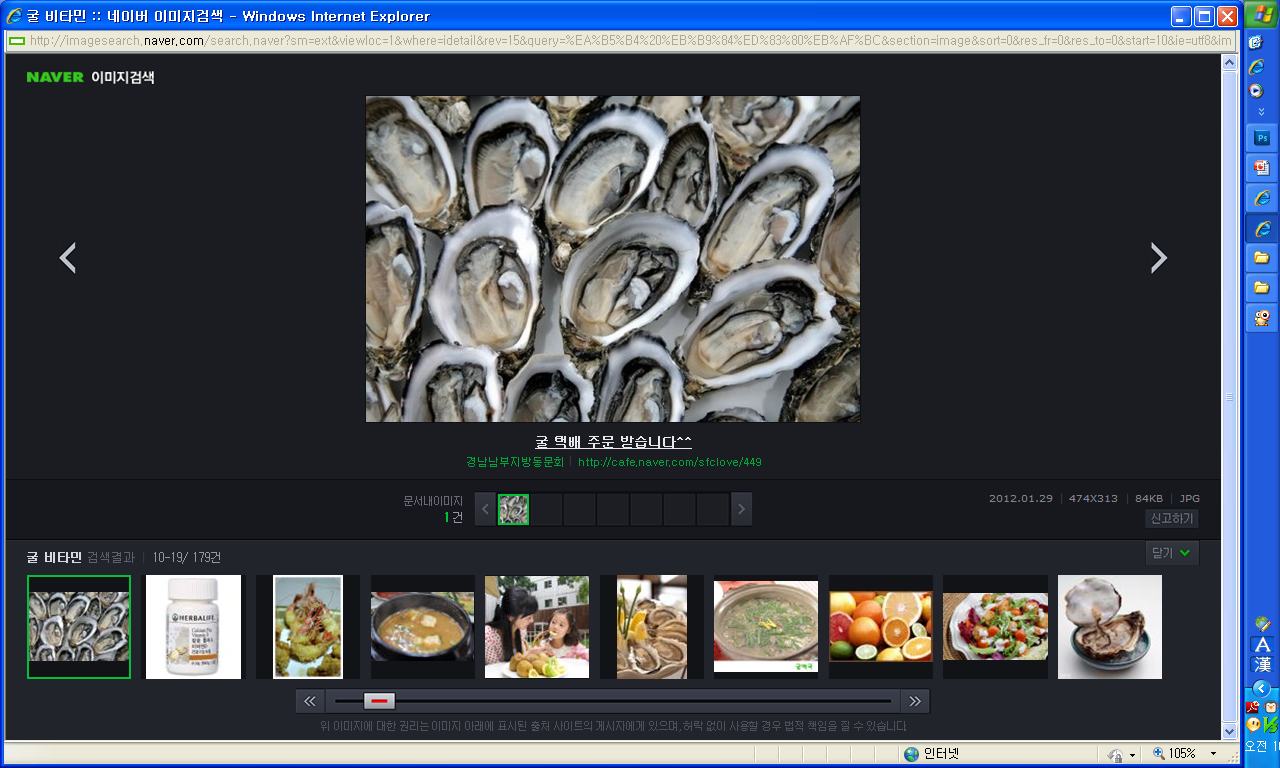 굴 비타민 :: 네이버 이미지검색 - Windows Internet Explorer
http://imagesearch.naver.com/search.naver?sm=ext&viewloc=1&where=idetail&rev=15&query=%EA%B5%B4%20%EB%B9%84%ED%83%80%EB%AF%BC&section=image&sort=0&res_fr=0&res_to=0&start=10&ie=utf8&im
NAVER 이미지검색
굴 택배 주문 받습니다^^
경남남부지방동문회 | http://cafe.naver.com/sfclove/449
문서내이미지
1 건
2012.01.29 | 474X313 | 84KB | JPG
신고하기
굴 비타민 검색결과 | 10-19/ 179건
닫기
HERBALIFE
위 이미지에 대한 권리는 이미지 아래에 표시된 출처 사이트의 게시자에게 있으며, 허락 없이 사용할 경우 법적 책임을 질 수 있습니다.
인터넷
105%
Ps
A
漢
오전 10